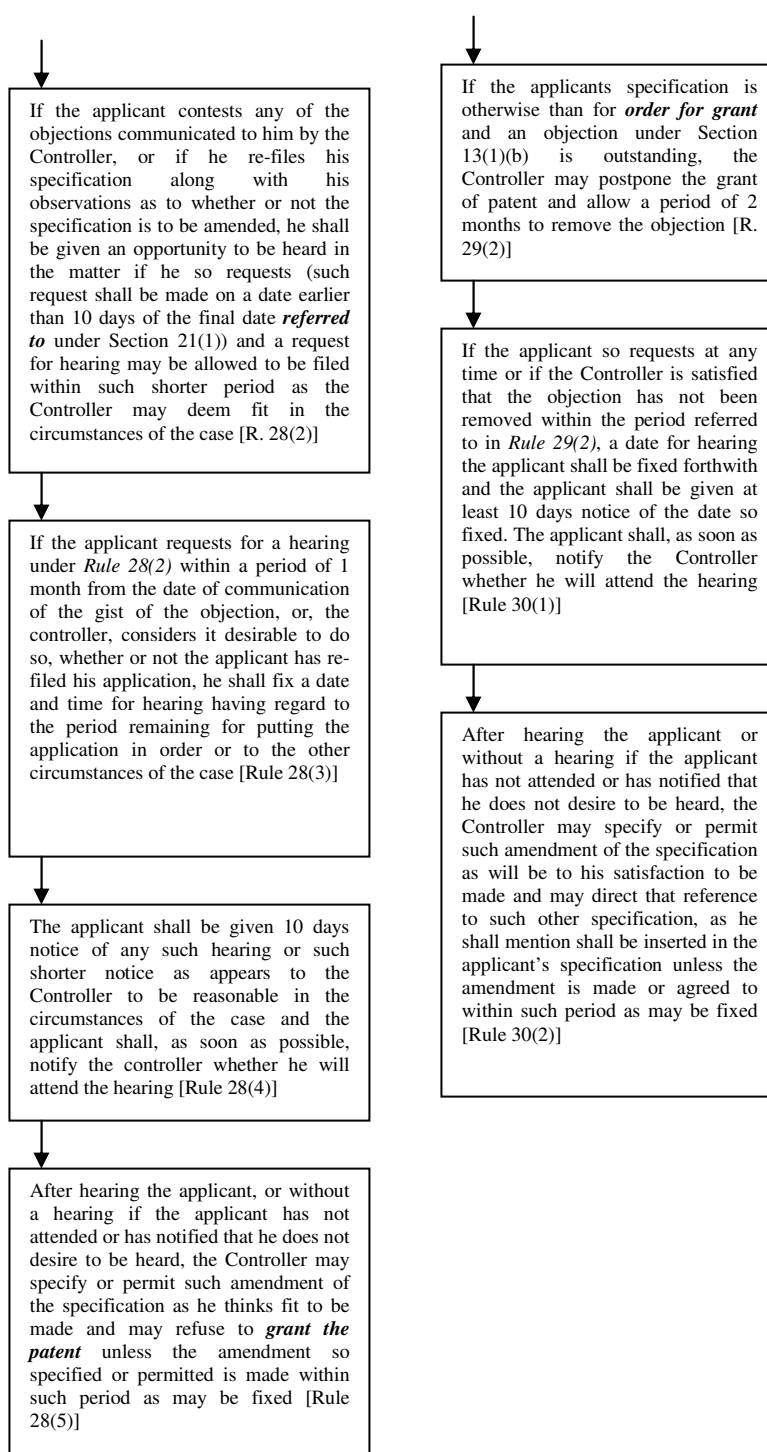 If the applicant contests any of the
objections communicated to him by the
Controller, or if he re-files his
specification along with his
observations as to whether or not the
specification is to be amended, he shall
be given an opportunity to be heard in
the matter if he so requests (such
request shall be made on a date earlier
than 10 days of the final date referred
to under Section 21(1)) and a request
for hearing may be allowed to be filed
within such shorter period as the
Controller may deem fit in the
circumstances of the case [R. 28(2)]
If the applicant requests for a hearing
under Rule 28(2) within a period of 1
month from the date of communication
of the gist of the objection, or, the
controller, considers it desirable to do
so, whether or not the applicant has re-
filed his application, he shall fix a date
and time for hearing having regard to
the period remaining for putting the
application in order or to the other
circumstances of the case [Rule 28(3)]
The applicant shall be given 10 days
notice of any such hearing or such
shorter notice as appears to the
Controller to be reasonable in the
circumstances of the case and the
applicant shall, as soon as possible,
notify the controller whether he will
attend the hearing [Rule 28(4)]
After hearing the applicant, or without
a hearing if the applicant has not
attended or has notified that he does not
desire to be heard, the Controller may
specify or permit such amendment of
the specification as he thinks fit to be
made and may refuse to grant the
patent unless the amendment so
specified or permitted is made within
such period as may be fixed [Rule
28(5)]
If the applicants specification is
otherwise than for order for grant
and an objection under Section
13(1)(b) is outstanding, the
Controller may postpone the grant
of patent and allow a period of 2
months to remove the objection [R.
29(2)]
If the applicant so requests at any
time or if the Controller is satisfied
that the objection has not been
removed within the period referred
to in Rule 29(2), a date for hearing
the applicant shall be fixed forthwith
and the applicant shall be given at
least 10 days notice of the date so
fixed. The applicant shall, as soon as
possible, notify the Controller
whether he will attend the hearing
[Rule 30(1)]
After hearing the applicant or
without a hearing if the applicant
has not attended or has notified that
he does not desire to be heard, the
Controller may specify or permit
such amendment of the specification
as will be to his satisfaction to be
made and may direct that reference
to such other specification, as he
shall mention shall be inserted in the
applicant's specification unless the
amendment is made or agreed to
within such period as may be fixed
[Rule 30(2)]